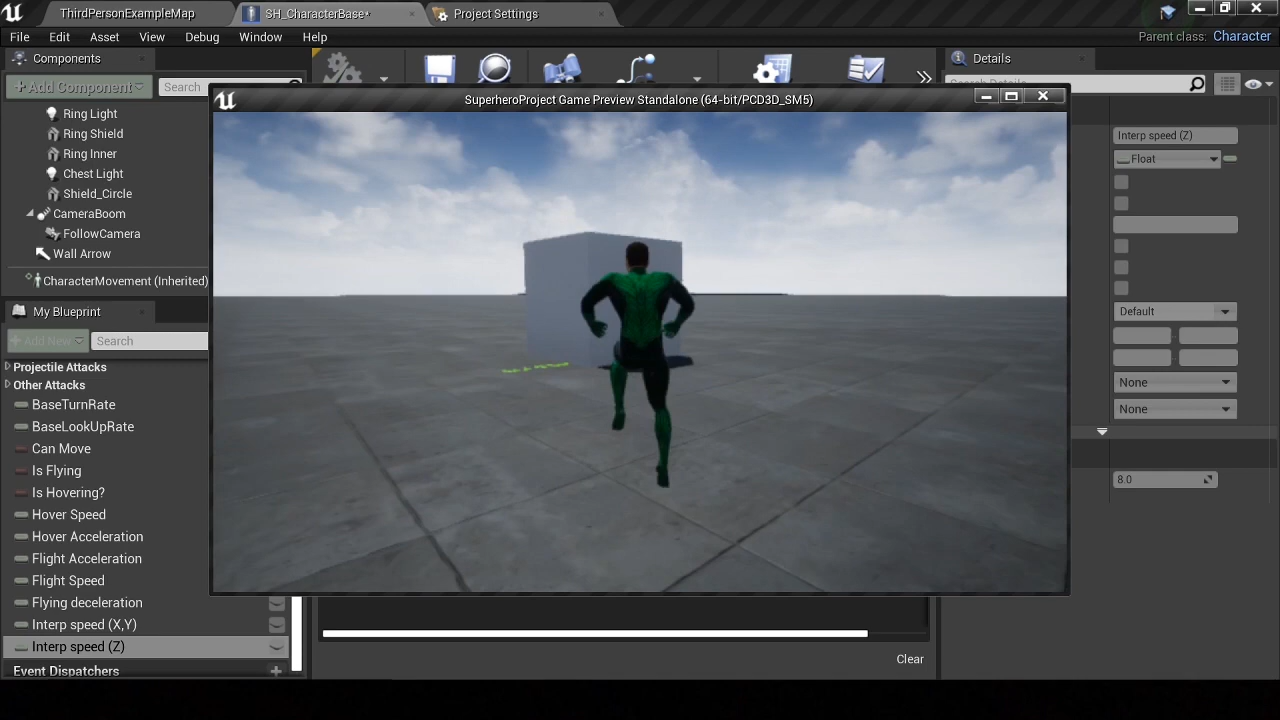 ThirdPersonExampleMap
SH_CharacterBase*
Project Settings
File Edit Asset View Debug Window Help
Parent class: Character
Components
Details
+Add Component
Search
Search Details
SuperheroProject Game Preview Standalone (64-bit/PCD3D_SM5)
Ring Light
Ring Shield
Ring Inner
Chest Light
Shield_Circle
CameraBoom
FollowCamera
Wall Arrow
CharacterMovement (Inherited)
Interp speed (Z)
Float
Default
None
None
8.0
My Blueprint
+ Add New
Search
Projectile Attacks
Other Attacks
BaseTurnRate
BaseLookUpRate
Can Move
Is Flying
Is Hovering?
Hover Speed
Hover Acceleration
Flight Acceleration
Flight Speed
Flying deceleration
Interp speed (X,Y)
Interp speed (Z)
Event Dispatchers
Clear